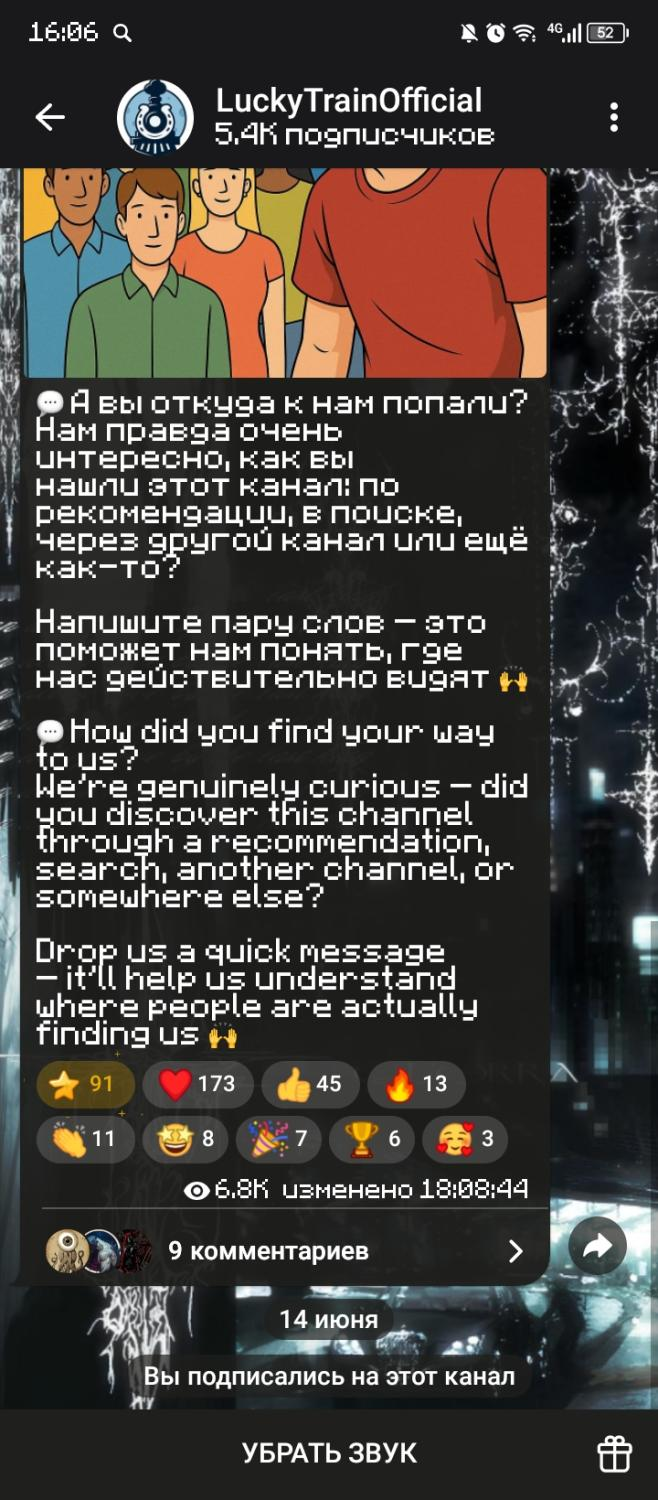 16:06
4G
52
LuckyTrainOfficial
5.4K подписчиков
💬 А вы откуда к нам попали?
Нам правда очень
интересно, как вы
нашли этот канал: по
рекомендации, в поиске,
через другой канал или ещё
как-то?
Напишите пару слов — это
поможет нам понять, где
нас действительно видят 🙌
💬 How did you find your way
to us?
We're genuinely curious — did
you discover this channel
through a recommendation,
search, another channel, or
somewhere else?
Drop us a quick message
— it'll help us understand
where people are actually
finding us 🙌
⭐ 91 ❤ 173 👍 45 🔥 13
👏 11 🤩 8 🎉 7 🏆 6 🥰 3
6.8K изменено 18:08:44
9 комментариев
14 июня
Вы подписались на этот канал
УБРАТЬ ЗВУК